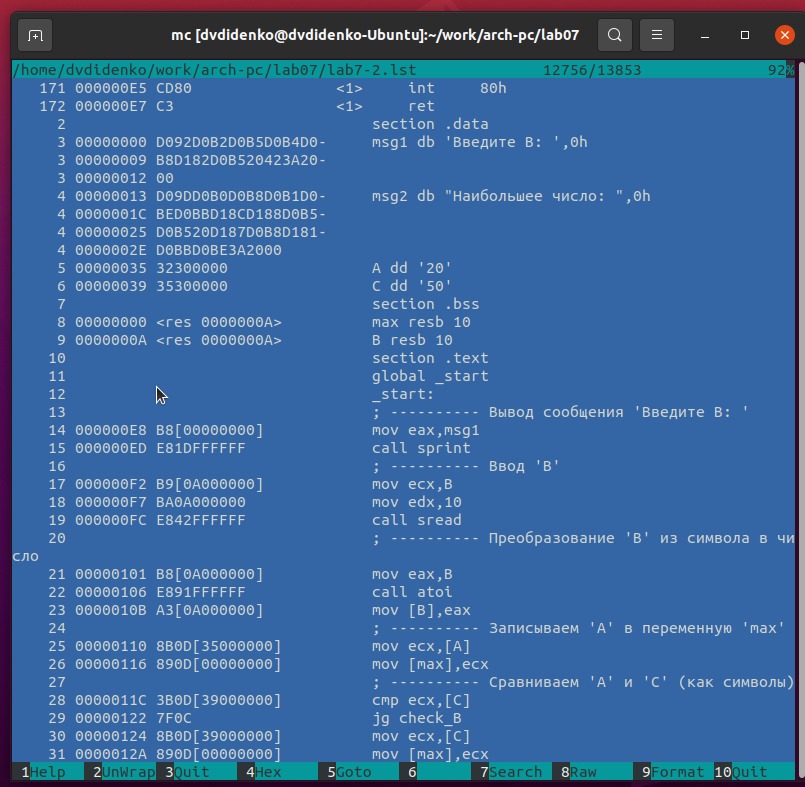 mc [dvdidenko@dvdidenko-Ubuntu]:~/work/arch-pc/lab07
/home/dvdidenko/work/arch-pc/lab07/lab7-2.lst 12756/13853 92%
171 000000E5 CD80 <1> int 80h
172 000000E7 C3 <1> ret
2 section .data
3 00000000 D092D0B2D0B5D0B4D0- msg1 db 'Введите B: ',0h
3 00000009 B8D182D0B520423A20-
3 00000012 00
4 00000013 D09DD0B0D0B8D0B1D0- msg2 db "Наибольшее число: ",0h
4 0000001C BED0BBD18CD188D0B5-
4 00000025 D0B520D187D0B8D181-
4 0000002E D0BBD0BE3A2000
5 00000035 32300000 A dd '20'
6 00000039 35300000 C dd '50'
7 section .bss
8 00000000 <res 0000000A> max resb 10
9 0000000A <res 0000000A> B resb 10
10 section .text
11 global _start
12 _start:
13 ; ---------- Вывод сообщения 'Введите B: '
14 000000E8 B8[00000000] mov eax,msg1
15 000000ED E81DFFFFFF call sprint
16 ; ---------- Ввод 'B'
17 000000F2 B9[0A000000] mov ecx,B
18 000000F7 BA0A000000 mov edx,10
19 000000FC E842FFFFFF call sread
20 ; ---------- Преобразование 'B' из символа в чи
сло
21 00000101 B8[0A000000] mov eax,B
22 00000106 E891FFFFFF call atoi
23 0000010B A3[0A000000] mov [B],eax
24 ; ---------- Записываем 'A' в переменную 'max'
25 00000110 8B0D[35000000] mov ecx,[A]
26 00000116 890D[00000000] mov [max],ecx
27 ; ---------- Сравниваем 'A' и 'C' (как символы)
28 0000011C 3B0D[39000000] cmp ecx,[C]
29 00000122 7F0C jg check_B
30 00000124 8B0D[39000000] mov ecx,[C]
31 0000012A 890D[00000000] mov [max],ecx
1Help 2UnWrap 3Quit 4Hex 5Goto 6 7Search 8Raw 9Format 10Quit